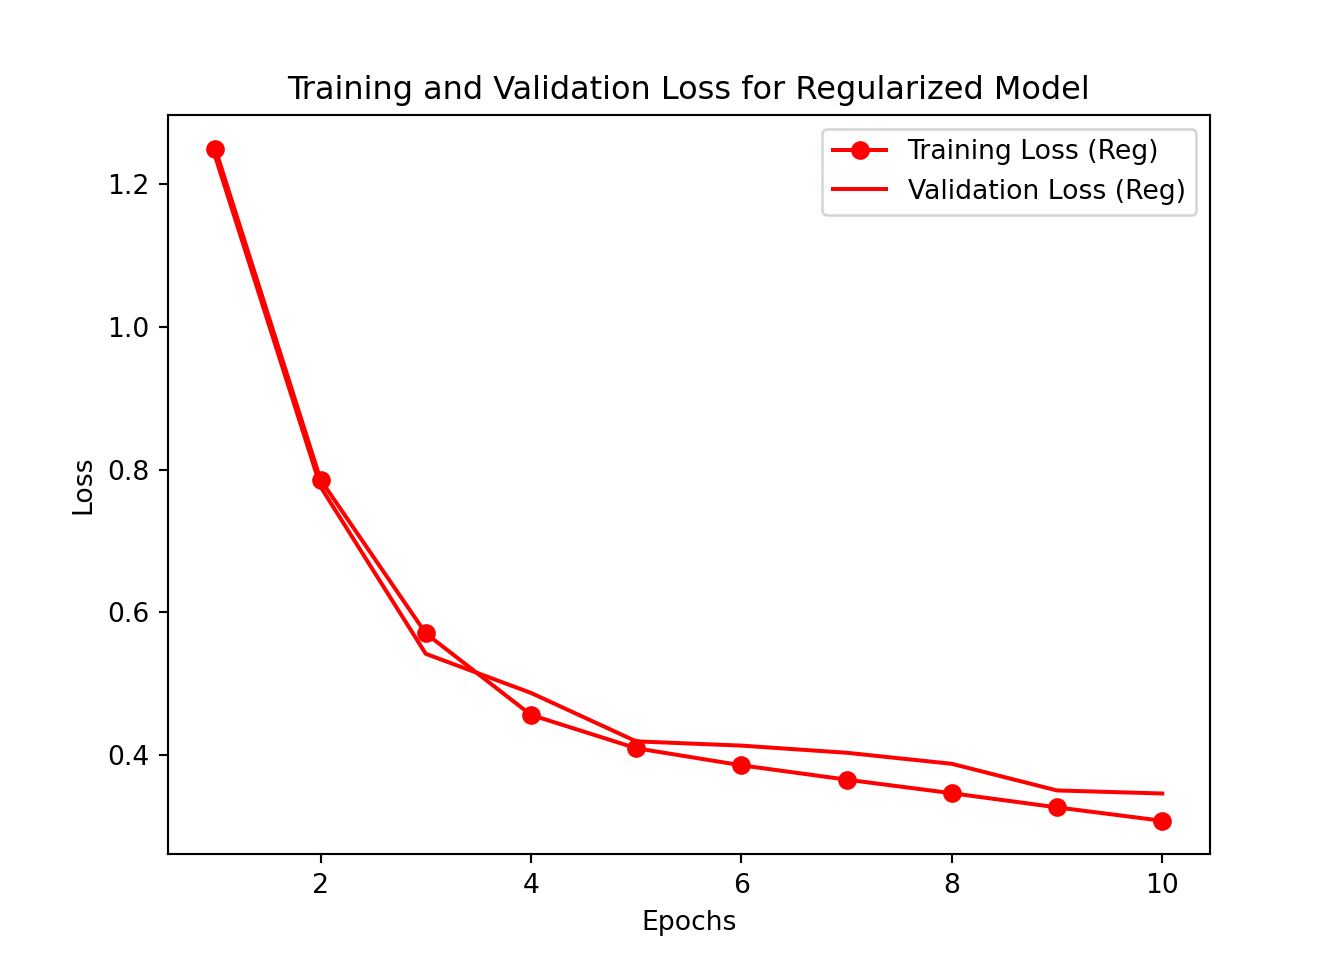 Training and Validation Loss for Regularized Model
Training Loss (Reg)
Validation Loss (Reg)
1.2
1.0
0.8
0.6
0.4
Loss
2 4 6 8 10
Epochs